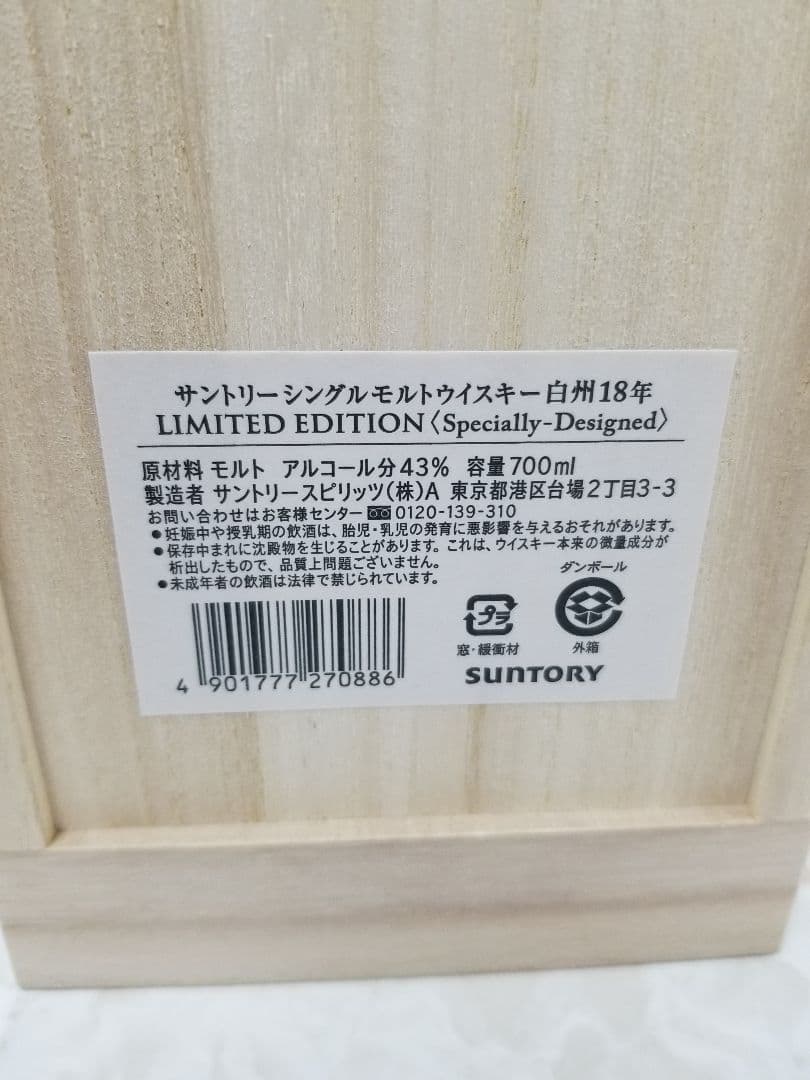 サントリーシングルモルトウイスキー白州18年
LIMITED EDITION〈Specially-Designed〉
原材料 モルト アルコール分43% 容量700ml
製造者 サントリースピリッツ(株)A 東京都港区台場2丁目3-3
お問い合わせはお客様センター 0120-139-310
●妊娠中や授乳期の飲酒は、胎児・乳児の発育に悪影響を与えるおそれがあります。
●保存中まれに沈殿物を生じることがあります。これは、ウイスキー本来の微量成分が
析出したもので、品質上問題ございません。
●未成年者の飲酒は法律で禁じられています。
ダンボール
プラ
窓・緩衝材
外箱
4 901777 270886
SUNTORY